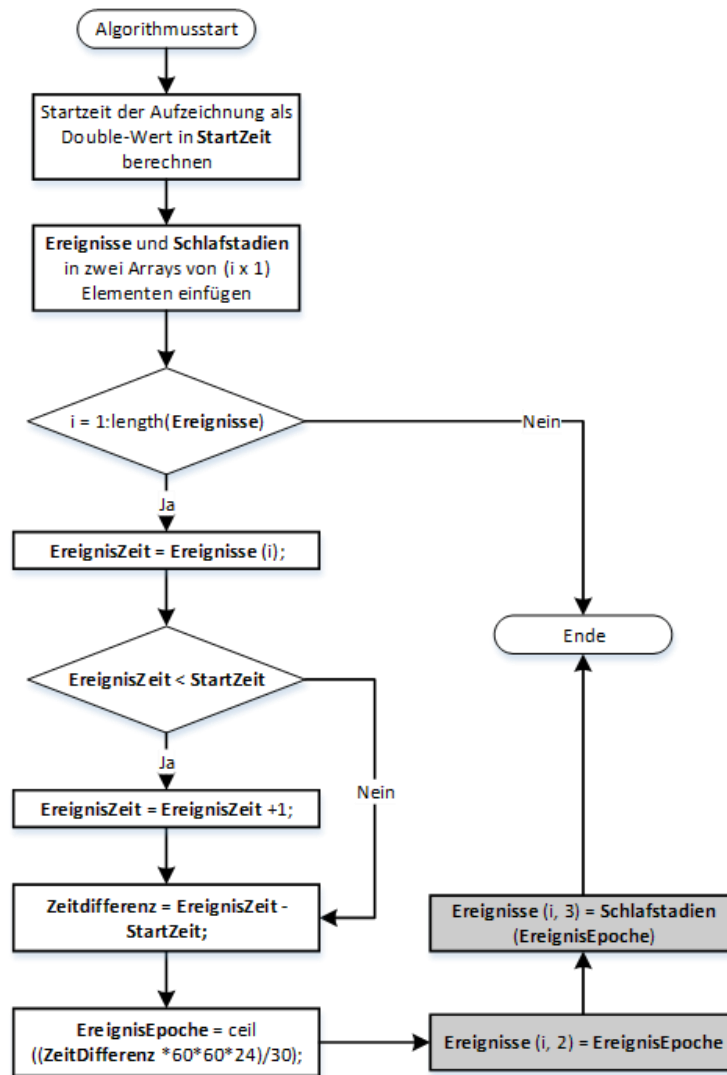 Algorithmusstart
Startzeit der Aufzeichnung als
Double-Wert in StartZeit
berechnen
Ereignisse und Schlafstadien
in zwei Arrays von (i x 1)
Elementen einfügen
i = 1:length(Ereignisse)
Nein
Ja
EreignisZeit = Ereignisse (i);
Ende
EreignisZeit < StartZeit
Ja
Nein
EreignisZeit = EreignisZeit +1;
Zeitdifferenz = EreignisZeit -
StartZeit;
EreignisEpoche = ceil
((ZeitDifferenz *60*60*24)/30);
Ereignisse (i, 2) = EreignisEpoche
Ereignisse (i, 3) = Schlafstadien
(EreignisEpoche)